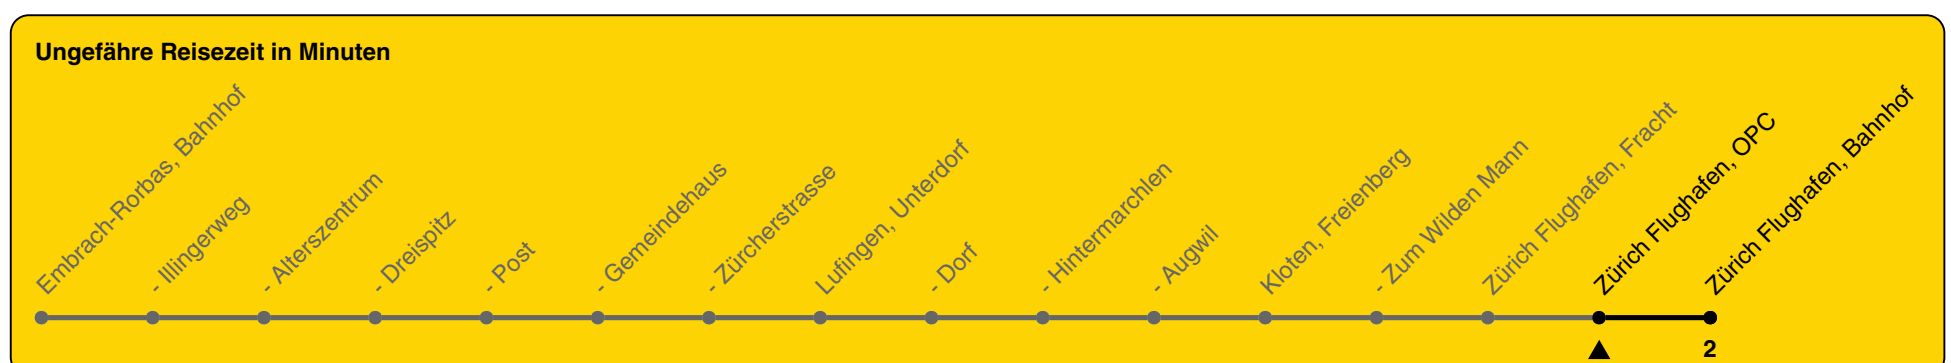 Ungefähre Reisezeit in Minuten
Embrach-Rorbas, Bahnhof
- Illingerweg
- Alterszentrum
- Dreispitz
- Post
- Gemeindehaus
- Zürcherstrasse
Lufingen, Unterdorf
- Dorf
- Hintermarchlen
- Augwil
Kloten, Freienberg
- Zum Wilden Mann
Zürich Flughafen, Fracht
Zürich Flughafen, OPC
Zürich Flughafen, Bahnhof
2